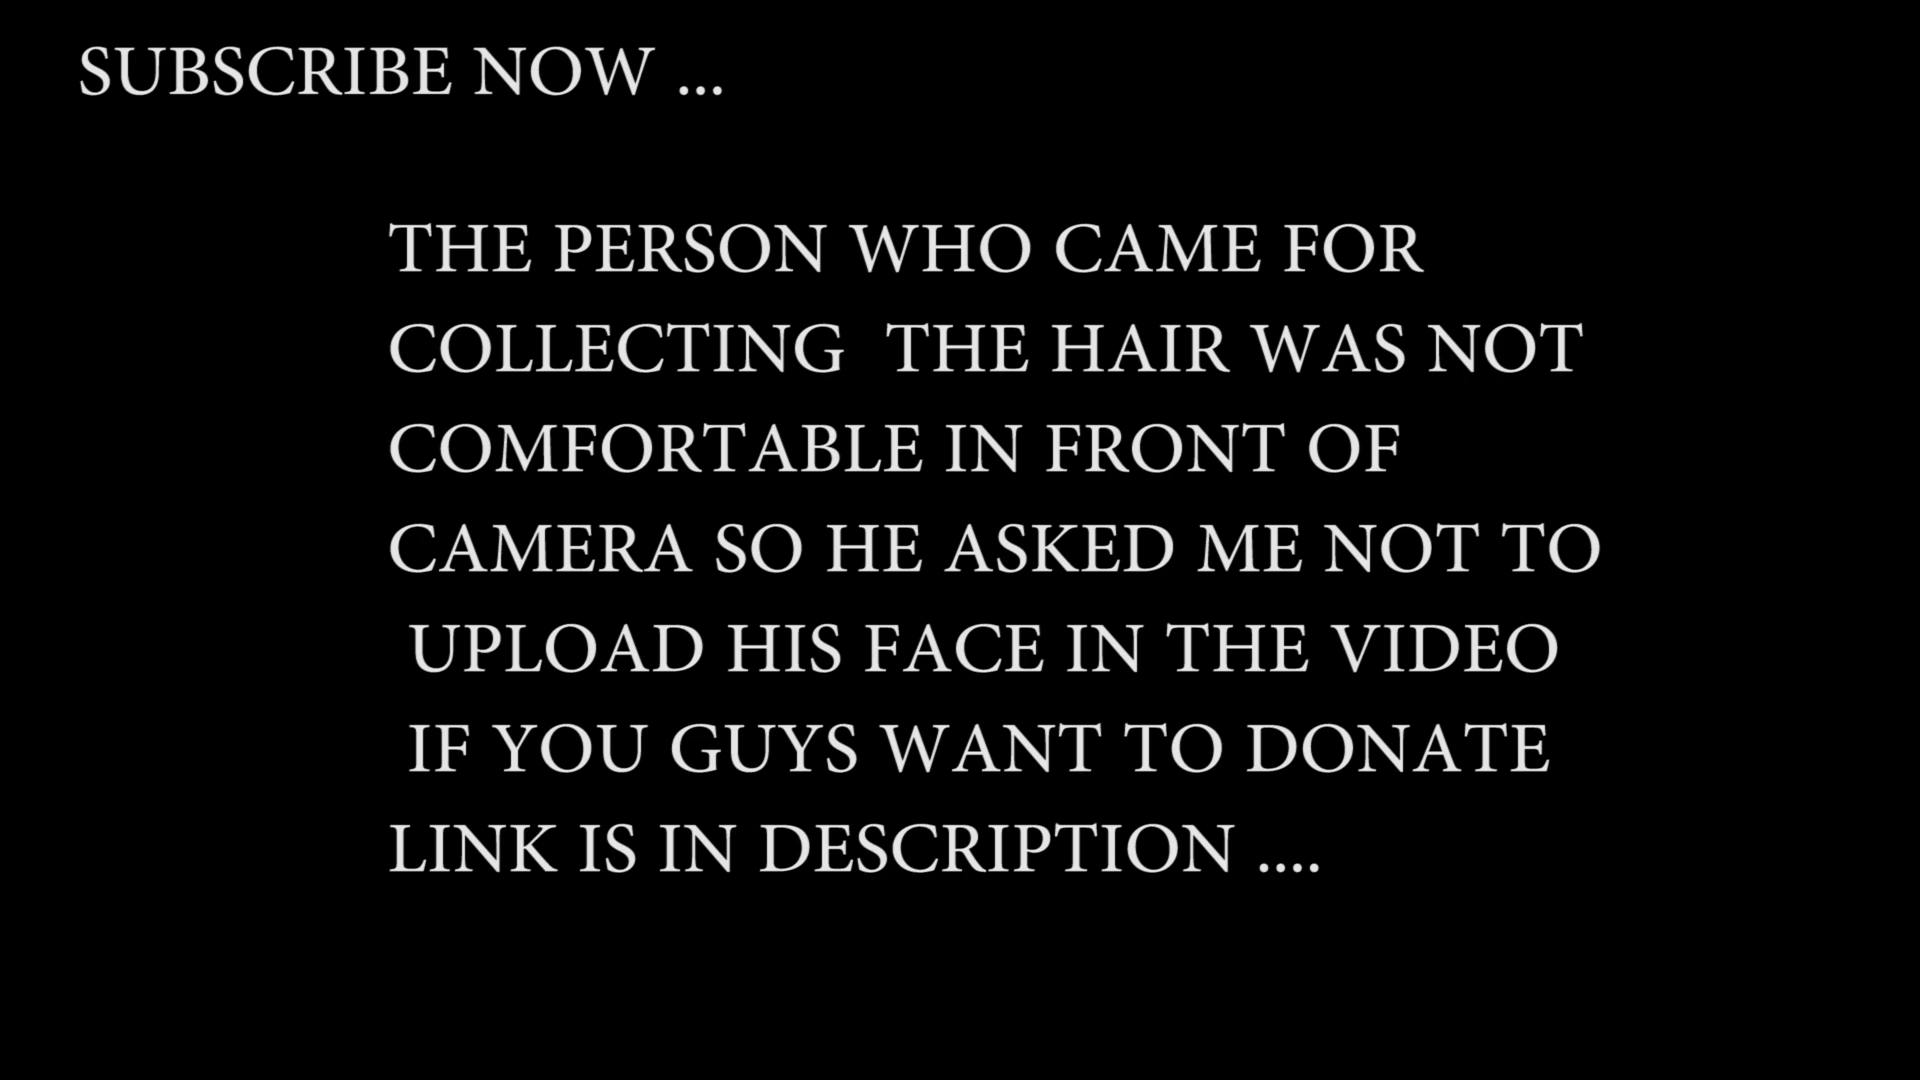 SUBSCRIBE NOW ...
THE PERSON WHO CAME FOR
COLLECTING  THE HAIR WAS NOT
COMFORTABLE IN FRONT OF
CAMERA SO HE ASKED ME NOT TO
UPLOAD HIS FACE IN THE VIDEO
IF YOU GUYS WANT TO DONATE
LINK IS IN DESCRIPTION ....